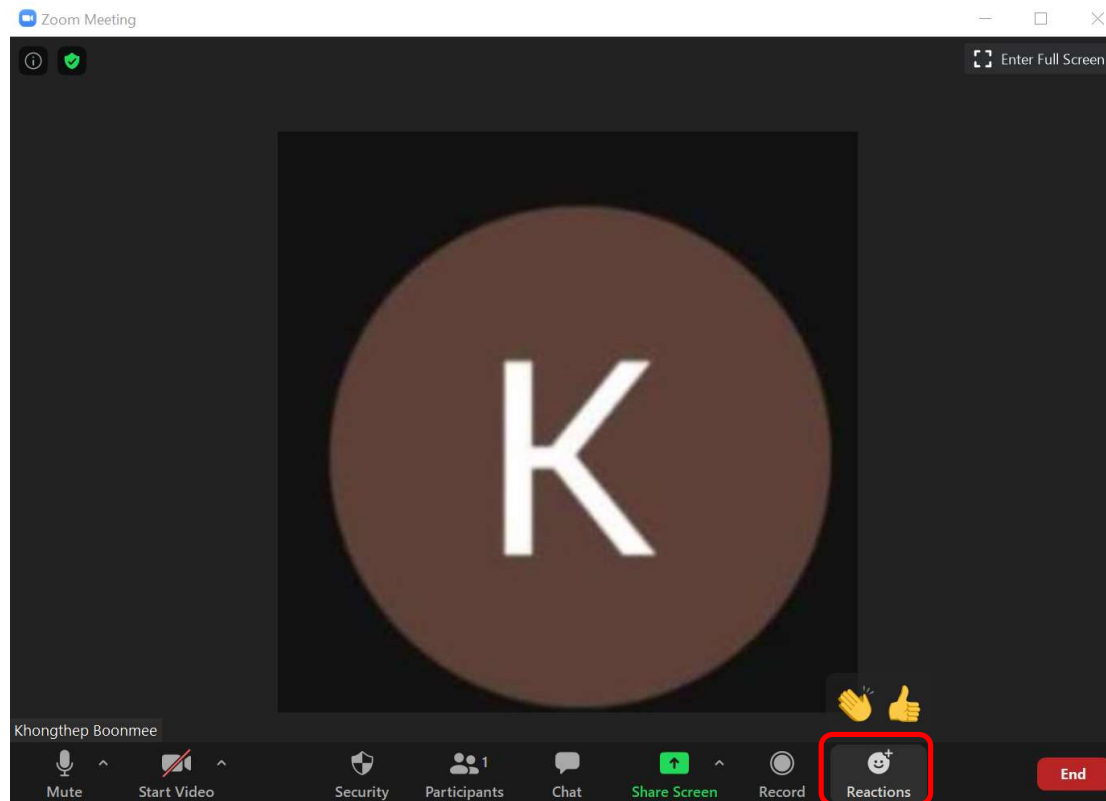 Zoom Meeting
Enter Full Screen
K
Khongthep Boonmee
1
Mute
Start Video
Security
Participants
Chat
Share Screen
Record
Reactions
End